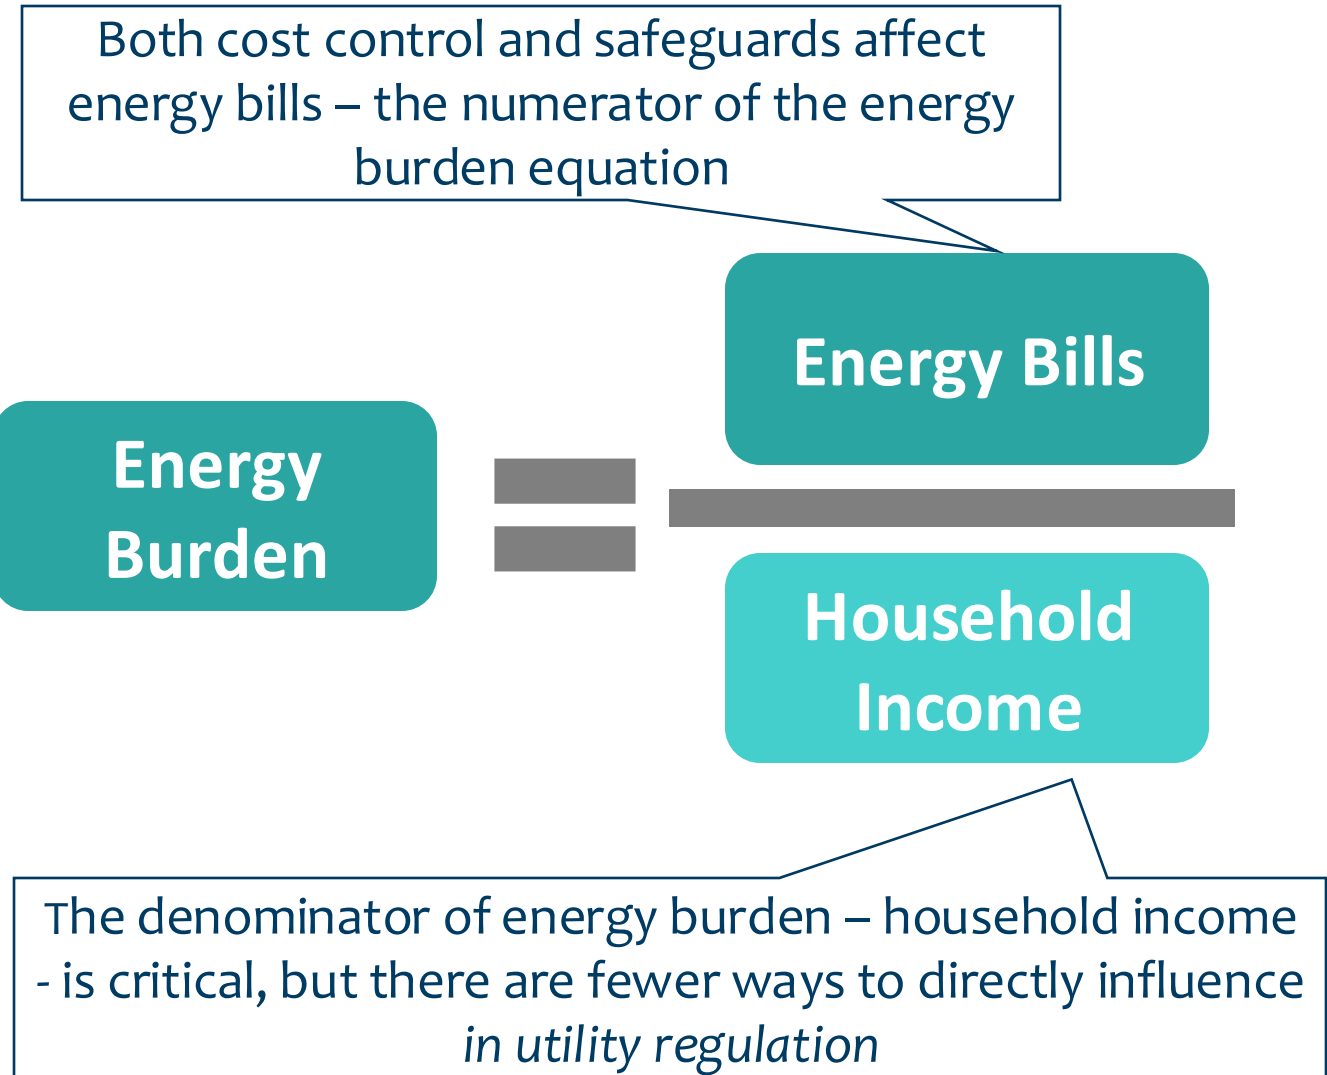 Both cost control and safeguards affect
energy bills – the numerator of the energy
burden equation
Energy Bills
Energy
Burden
Household
Income
The denominator of energy burden – household income
- is critical, but there are fewer ways to directly influence
in utility regulation